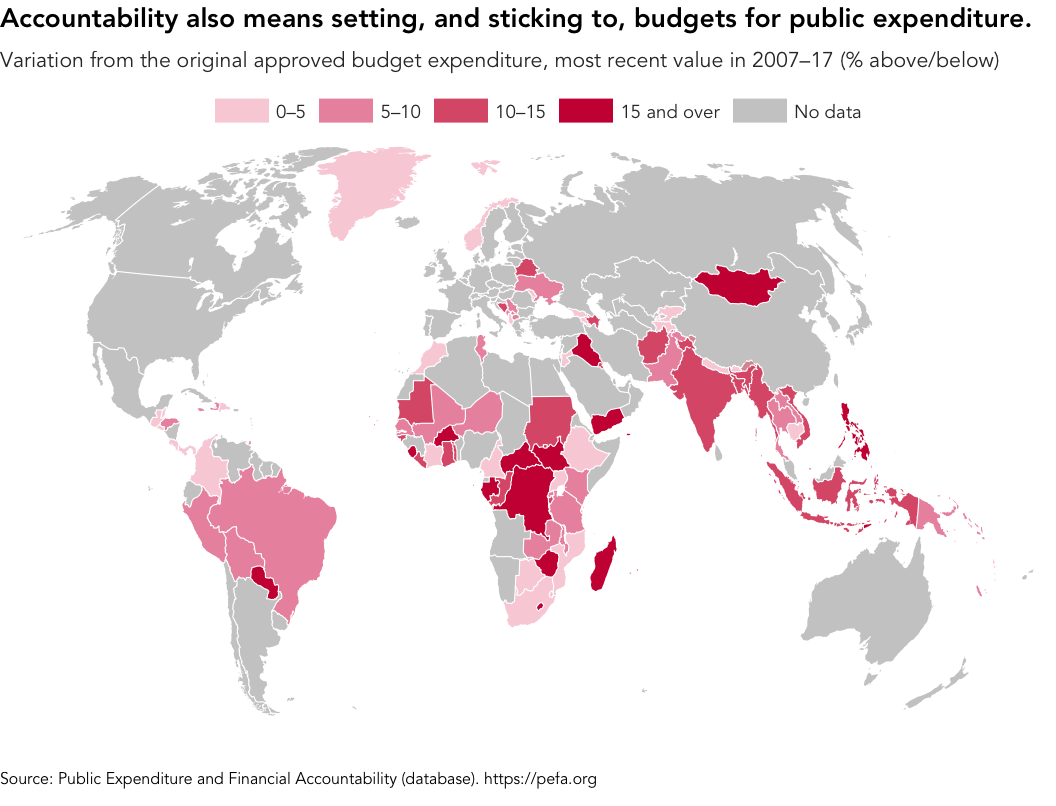 Accountability also means setting, and sticking to, budgets for public expenditure.
Variation from the original approved budget expenditure, most recent value in 2007–17 (% above/below)
0–5 5–10 10–15 15 and over No data
Source: Public Expenditure and Financial Accountability (database). https://pefa.org